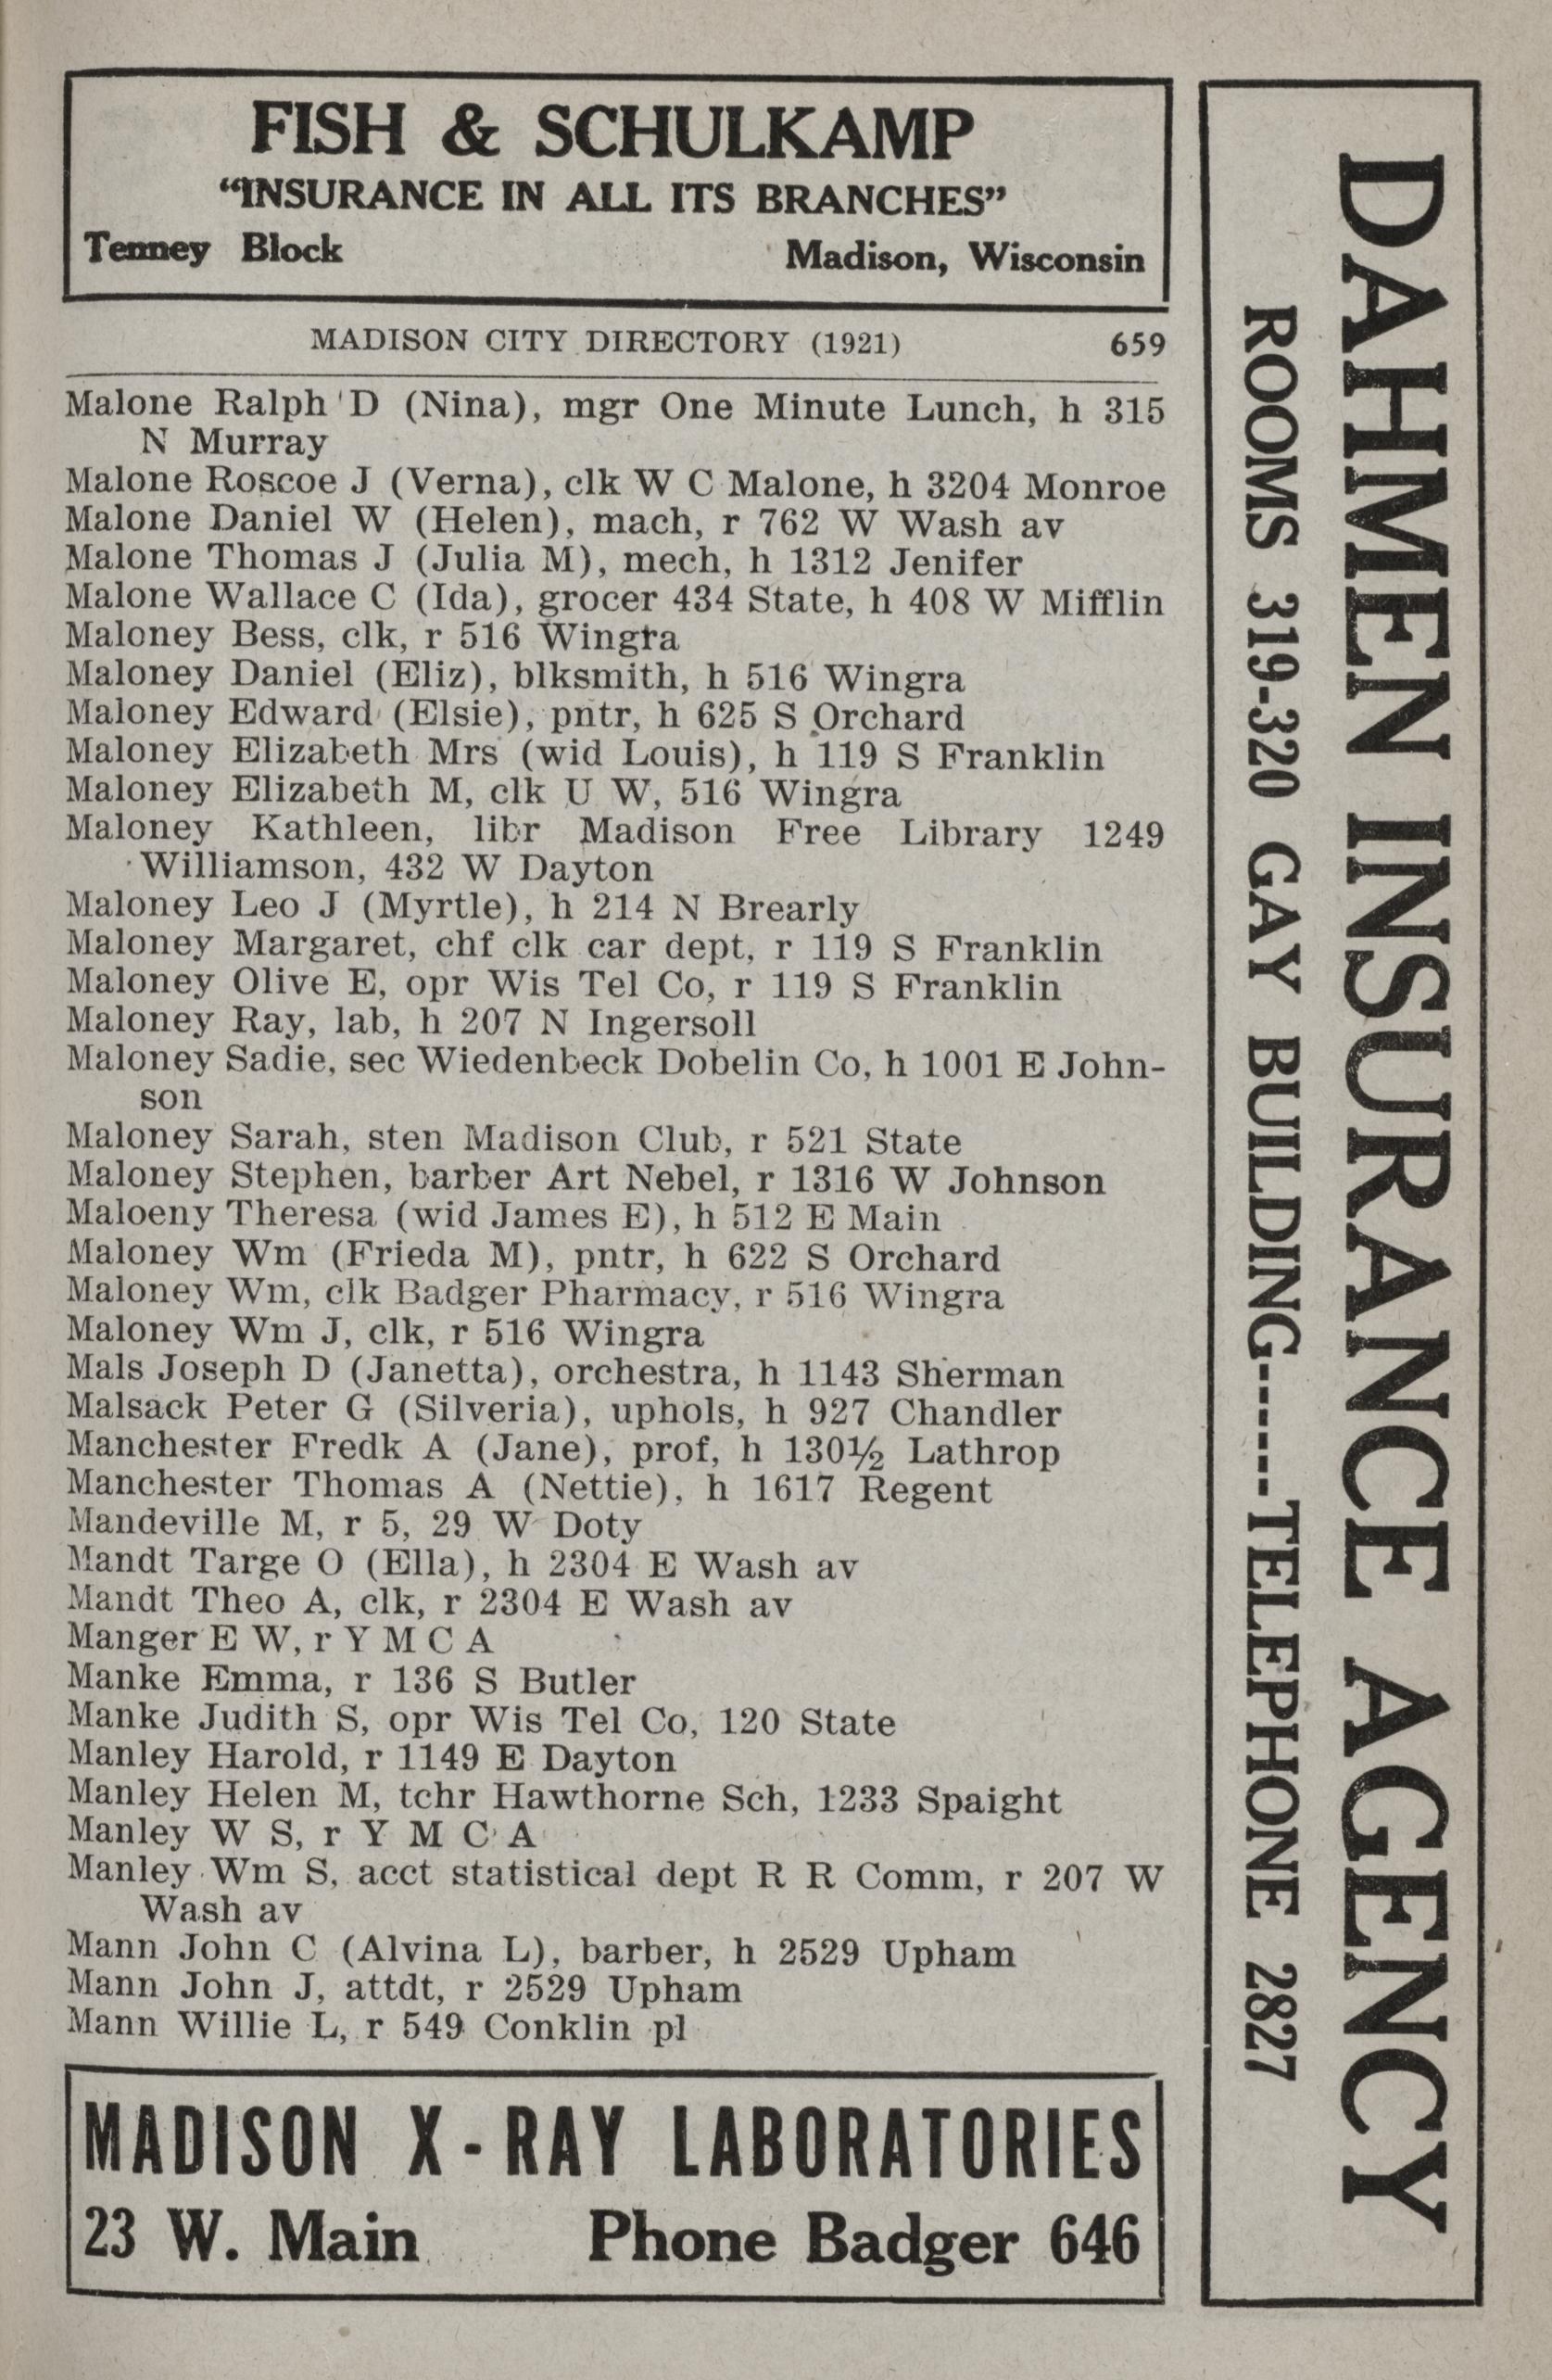 FISH & SCHULKAMP
“INSURANCE IN ALL ITS BRANCHES”
Tenney Block Madison, Wisconsin
MADISON CITY DIRECTORY (1921) 659
Malone Ralph D (Nina), mgr One Minute Lunch, h 315
N Murray
Malone Roscoe J (Verna), clk W C Malone, h 3204 Monroe
Malone Daniel W (Helen), mach, r 762 W Wash av
Malone Thomas J (Julia M), mech, h 1312 Jenifer
Malone Wallace C (Ida), grocer 434 State, h 408 W Mifflin
Maloney Bess, clk, r 516 Wingra
Maloney Daniel (Eliz), blksmith, h 516 Wingra
Maloney Edward (Elsie), pntr, h 625 S Orchard
Maloney Elizabeth Mrs (wid Louis), h 119 S Franklin
Maloney Elizabeth M, clk U W, 516 Wingra
Maloney Kathleen, libr Madison Free Library 1249
Williamson, 432 W Dayton
Maloney Leo J (Myrtle), h 214 N Brearly
Maloney Margaret, chf clk car dept, r 119 S Franklin
Maloney Olive E, opr Wis Tel Co, r 119 S Franklin
Maloney Ray, lab, h 207 N Ingersoll
Maloney Sadie, sec Wiedenbeck Dobelin Co, h 1001 E John-
son
Maloney Sarah, sten Madison Club, r 521 State
Maloney Stephen, barber Art Nebel, r 1316 W Johnson
Maloeny Theresa (wid James E), h 512 E Main
Maloney Wm (Frieda M), pntr, h 622 S Orchard
Maloney Wm, clk Badger Pharmacy, r 516 Wingra
Maloney Wm J, clk, r 516 Wingra
Mals Joseph D (Janetta), orchestra, h 1143 Sherman
Malsack Peter G (Silveria), uphols, h 927 Chandler
Manchester Fredk A (Jane), prof, h 130½ Lathrop
Manchester Thomas A (Nettie), h 1617 Regent
Mandeville M, r 5, 29 W Doty
Mandt Targe O (Ella), h 2304 E Wash av
Mandt Theo A, clk, r 2304 E Wash av
Manger E W, r Y M C A
Manke Emma, r 136 S Butler
Manke Judith S, opr Wis Tel Co, 120 State
Manley Harold, r 1149 E Dayton
Manley Helen M, tchr Hawthorne Sch, 1233 Spaight
Manley W S, r Y M C A
Manley Wm S, acct statistical dept R R Comm, r 207 W
Wash av
Mann John C (Alvina L), barber, h 2529 Upham
Mann John J, attdt, r 2529 Upham
Mann Willie L, r 549 Conklin pl
MADISON X-RAY LABORATORIES
23 W. Main Phone Badger 646
DAHMEN INSURANCE AGENCY
ROOMS 319-320 GAY BUILDING------TELEPHONE 2827